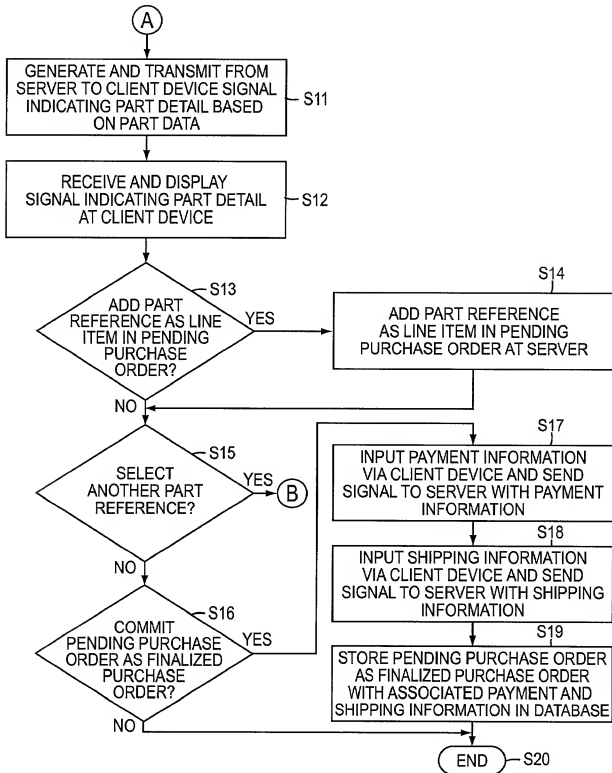 A
GENERATE AND TRANSMIT FROM
SERVER TO CLIENT DEVICE SIGNAL
INDICATING PART DETAIL BASED
ON PART DATA
S11
RECEIVE AND DISPLAY
SIGNAL INDICATING PART DETAIL
AT CLIENT DEVICE
S12
S13
ADD PART
REFERENCE AS LINE
ITEM IN PENDING
PURCHASE
ORDER?
YES
NO
S14
ADD PART REFERENCE
AS LINE ITEM IN PENDING
PURCHASE ORDER AT SERVER
S15
SELECT
ANOTHER PART
REFERENCE?
YES
B
NO
S16
COMMIT
PENDING PURCHASE
ORDER AS FINALIZED
PURCHASE
ORDER?
YES
NO
S17
INPUT PAYMENT INFORMATION
VIA CLIENT DEVICE AND SEND
SIGNAL TO SERVER WITH PAYMENT
INFORMATION
S18
INPUT SHIPPING INFORMATION
VIA CLIENT DEVICE AND SEND
SIGNAL TO SERVER WITH SHIPPING
INFORMATION
S19
STORE PENDING PURCHASE ORDER
AS FINALIZED PURCHASE ORDER
WITH ASSOCIATED PAYMENT AND
SHIPPING INFORMATION IN DATABASE
END
S20